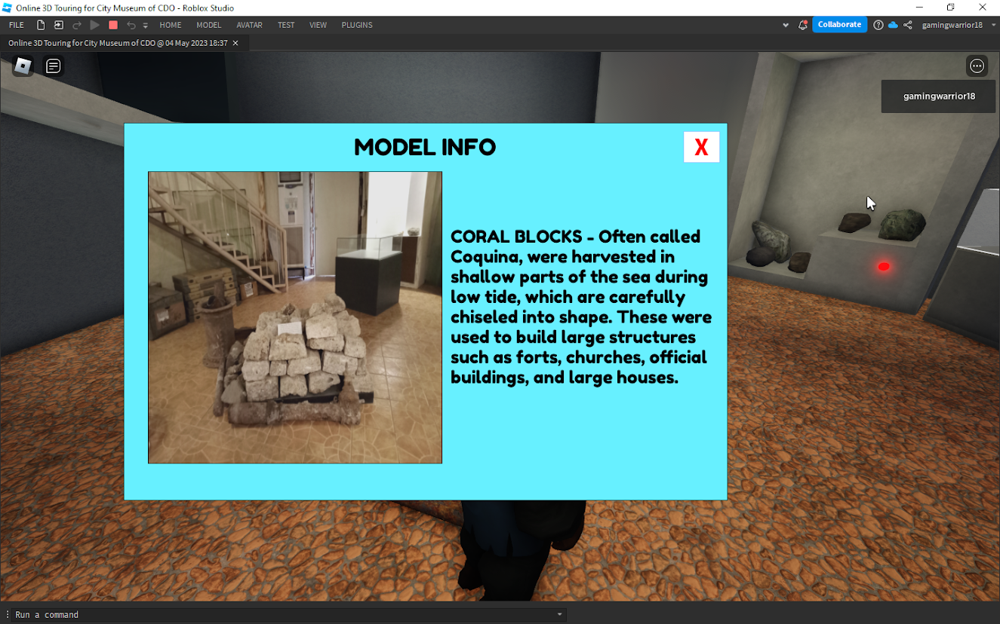 Online 3D Touring for City Museum of CDO - Roblox Studio
FILE HOME MODEL AVATAR TEST VIEW PLUGINS Collaborate gamingwarrior18
Online 3D Touring for City Museum of CDO @ 04 May 2023 18:37
gamingwarrior18
MODEL INFO
X
CORAL BLOCKS - Often called
Coquina, were harvested in
shallow parts of the sea during
low tide, which are carefully
chiseled into shape. These were
used to build large structures
such as forts, churches, official
buildings, and large houses.
Run a command